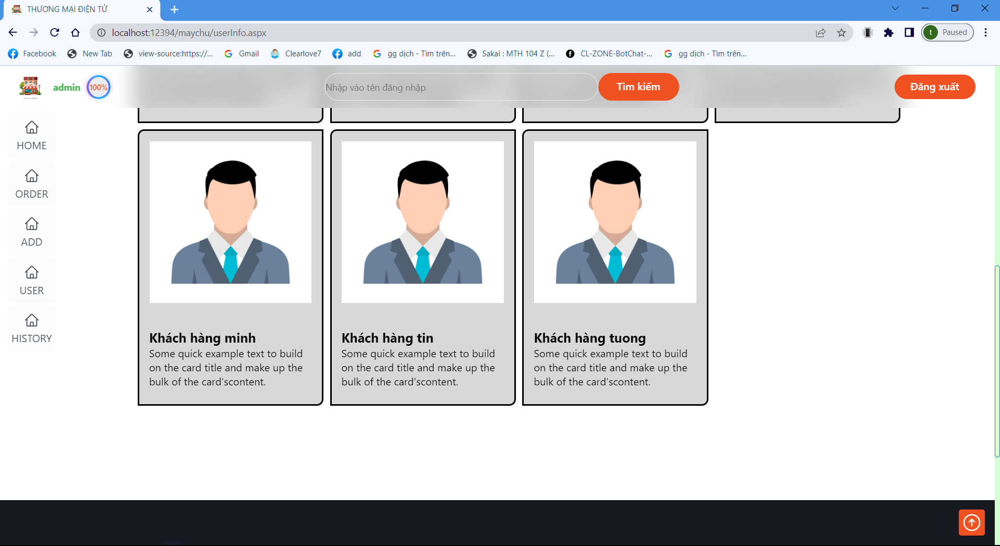 THƯƠNG MẠI ĐIỆN TỬ
localhost:12394/maychu/userInfo.aspx
t Paused
Facebook New Tab view-source:https://... Gmail Clearlove7 add gg dịch - Tìm trên... Sakai : MTH 104 Z (... CL-ZONE-BotChat-... gg dịch - Tìm trên...
admin 100% Nhập vào tên đăng nhập Tìm kiếm Đăng xuất
HOME
ORDER
ADD
USER
HISTORY
Khách hàng minh
Some quick example text to build
on the card title and make up the
bulk of the card'scontent.
Khách hàng tin
Some quick example text to build
on the card title and make up the
bulk of the card'scontent.
Khách hàng tuong
Some quick example text to build
on the card title and make up the
bulk of the card'scontent.